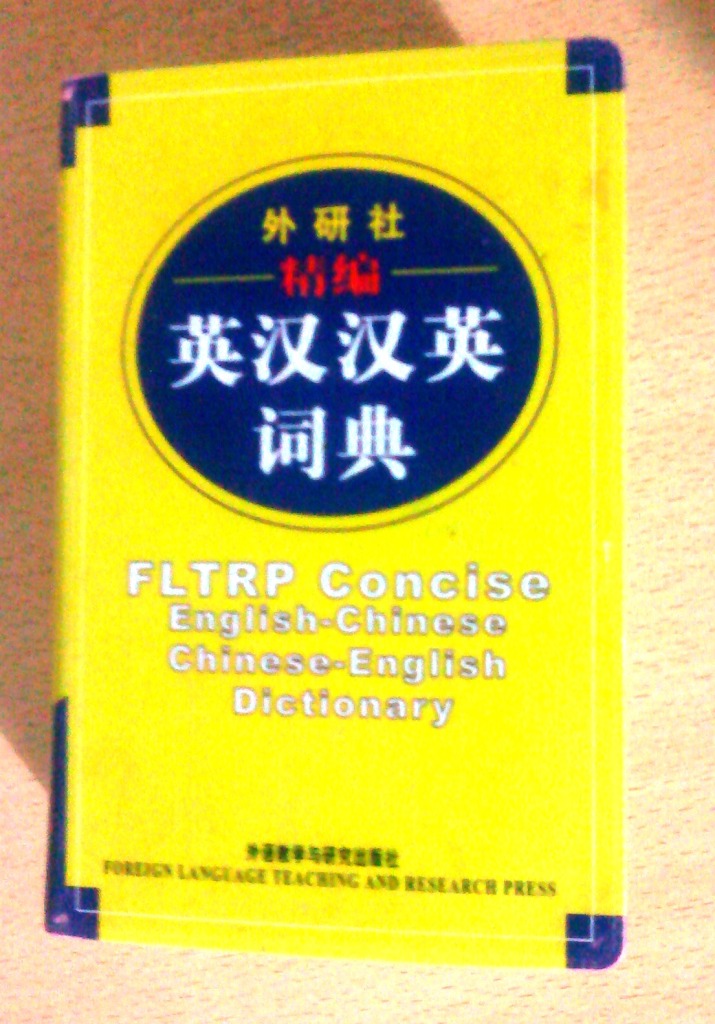 外研社
精编
英汉汉英
词典
FLTRP Concise
English-Chinese
Chinese-English
Dictionary
外语教学与研究出版社
FOREIGN LANGUAGE TEACHING AND RESEARCH PRESS